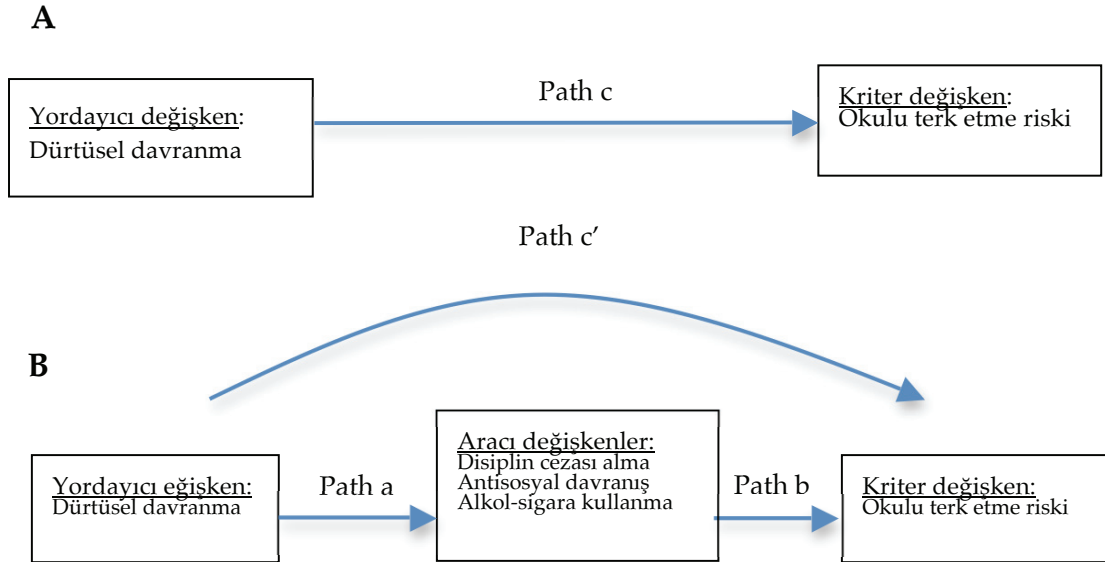 A
Path c
Yordayıcı değişken:
Dürtüsel davranma
Kriter değişken:
Okulu terk etme riski
Path c’
B
Yordayıcı eğişken:
Dürtüsel davranma
Path a
Aracı değişkenler:
Disiplin cezası alma
Antisosyal davranış
Alkol-sigara kullanma
Path b
Kriter değişken:
Okulu terk etme riski